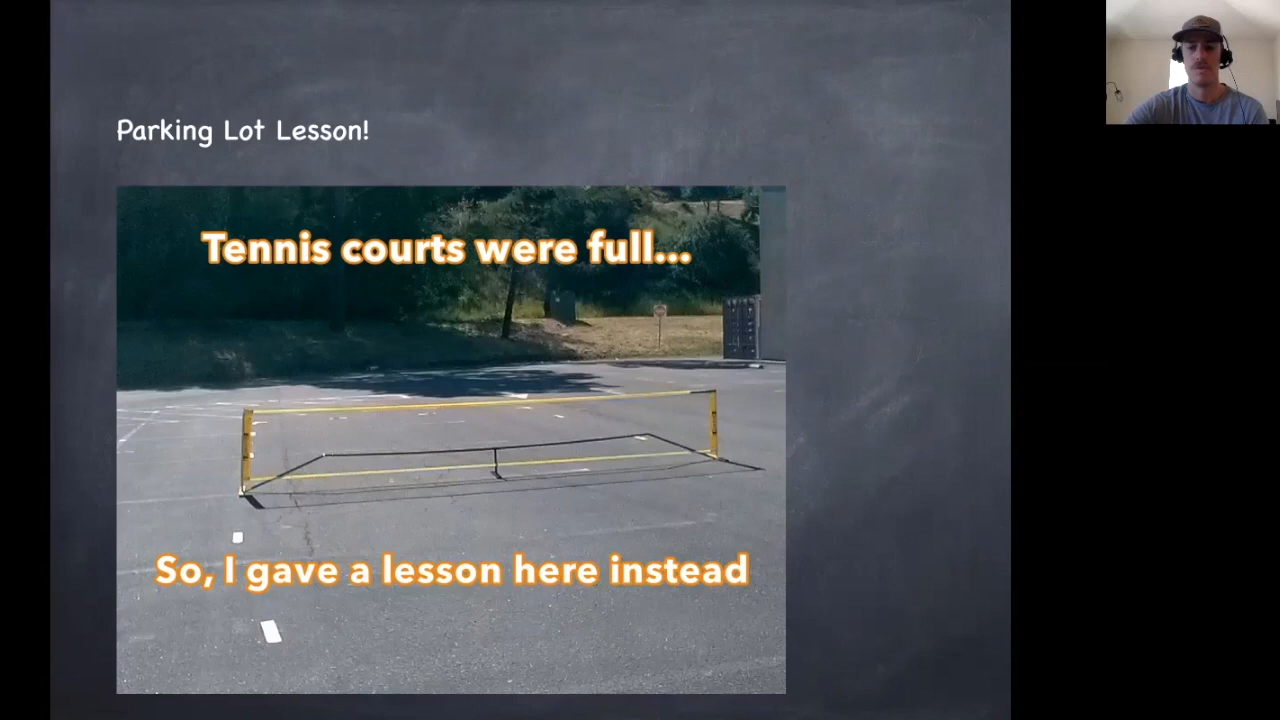 Parking Lot Lesson!
Tennis courts were full...
So, I gave a lesson here instead